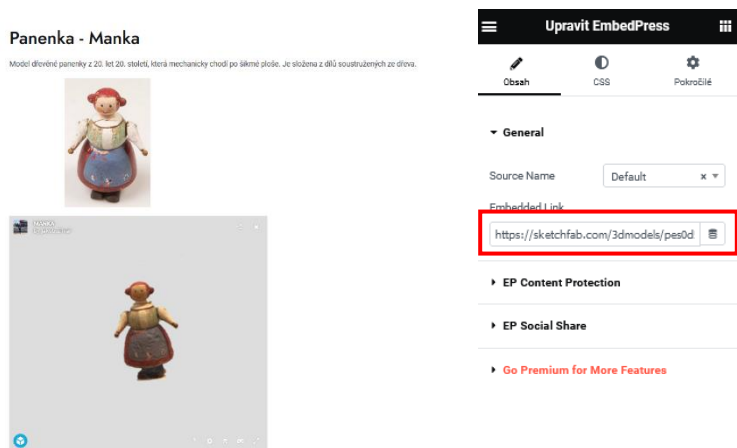 Panenka - Manka
Model dřevěné panenky z 20. let 20. století, která mechanicky chodí po šikmé ploše. Je složena z dílů soustružených ze dřeva.
Upravit EmbedPress
Obsah
CSS
Pokročilé
General
Source Name
Default
Embedded Link
https://sketchfab.com/3dmodels/pes0d
EP Content Protection
EP Social Share
Go Premium for More Features